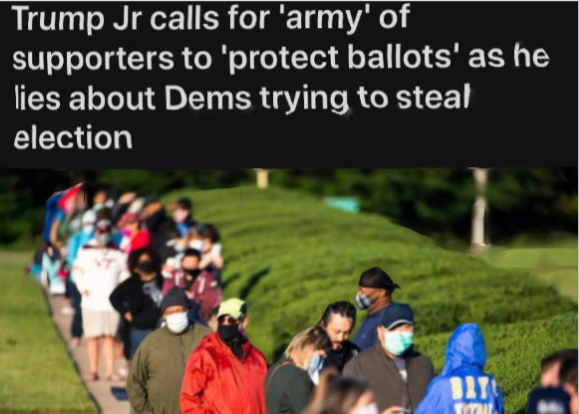 Trump Jr calls for 'army' of
supporters to 'protect ballots' as he
lies about Dems trying to steal
election